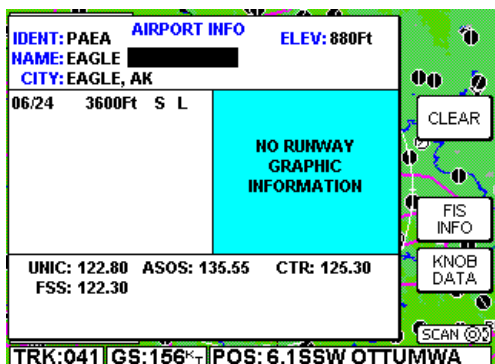 AIRPORT INFO
IDENT: PAEA ELEV: 880Ft
NAME: EAGLE
CITY: EAGLE, AK
06/24 3600Ft S L
NO RUNWAY
GRAPHIC
INFORMATION
UNIC: 122.80 ASOS: 135.55 CTR: 125.30
FSS: 122.30
CLEAR
FIS
INFO
KNOB
DATA
SCAN
TRK:041 GS:156KT POS: 6.1SSW OTTUMWA